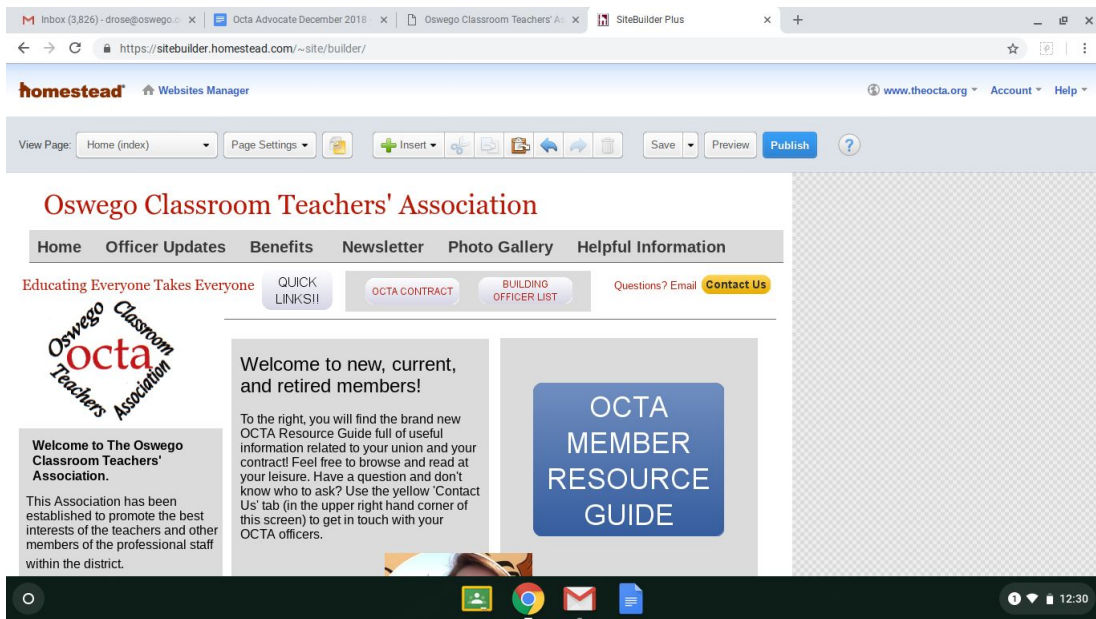 Inbox (3,826) - drose@oswego.c
Octa Advocate December 2018 -
Oswego Classroom Teachers' As
SiteBuilder Plus
https://sitebuilder.homestead.com/~site/builder/
homestead
Websites Manager
www.theocta.org
Account
Help
View Page:
Home (index)
Page Settings
Insert
Save
Preview
Publish
?
Oswego Classroom Teachers' Association
Home Officer Updates Benefits Newsletter Photo Gallery Helpful Information
Educating Everyone Takes Everyone
QUICK
LINKS!!
OCTA CONTRACT
BUILDING
OFFICER LIST
Questions? Email
Contact Us
Oswego Classroom
octa
Teachers Association
Welcome to The Oswego
Classroom Teachers'
Association.
This Association has been
established to promote the best
interests of the teachers and other
members of the professional staff
within the district.
Welcome to new, current,
and retired members!
To the right, you will find the brand new
OCTA Resource Guide full of useful
information related to your union and your
contract! Feel free to browse and read at
your leisure. Have a question and don't
know who to ask? Use the yellow 'Contact
Us' tab (in the upper right hand corner of
this screen) to get in touch with your
OCTA officers.
OCTA
MEMBER
RESOURCE
GUIDE
1
12:30